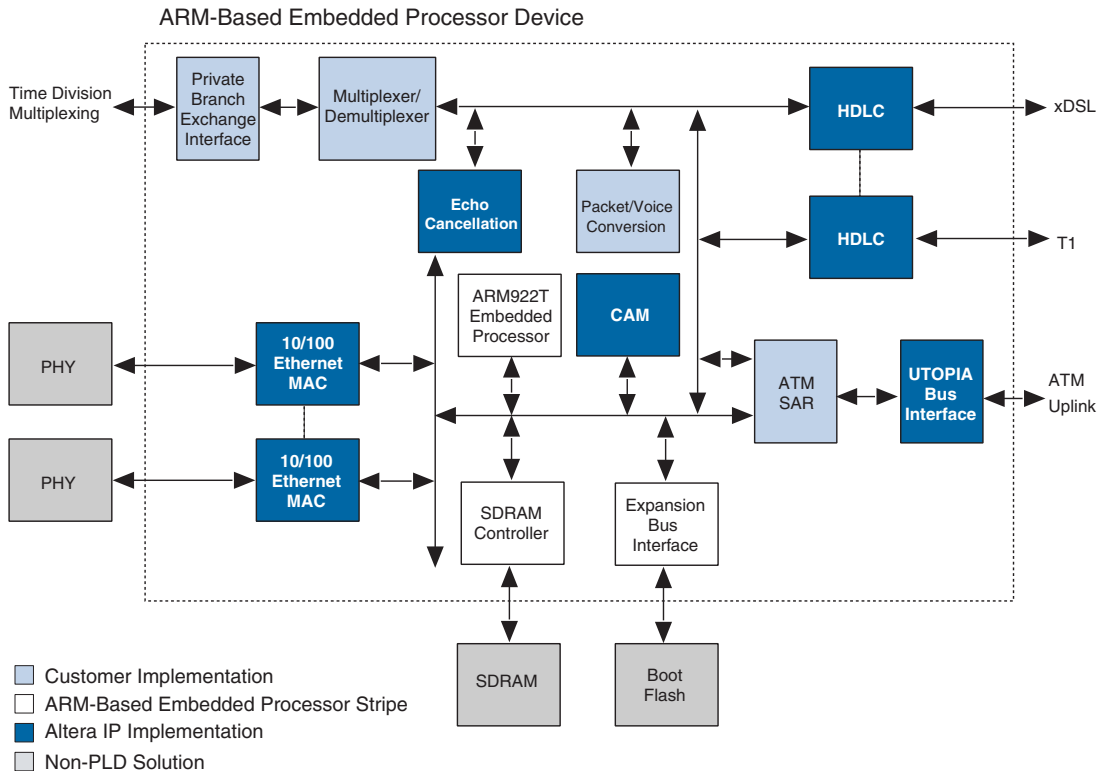 ARM-Based Embedded Processor Device
Time Division
Multiplexing
Private
Branch
Exchange
Interface
Multiplexer/
Demultiplexer
HDLC
xDSL
Echo
Cancellation
Packet/Voice
Conversion
HDLC
T1
ARM922T
Embedded
Processor
CAM
PHY
10/100
Ethernet
MAC
ATM
SAR
UTOPIA
Bus
Interface
ATM
Uplink
PHY
10/100
Ethernet
MAC
SDRAM
Controller
Expansion
Bus
Interface
SDRAM
Boot
Flash
Customer Implementation
ARM-Based Embedded Processor Stripe
Altera IP Implementation
Non-PLD Solution